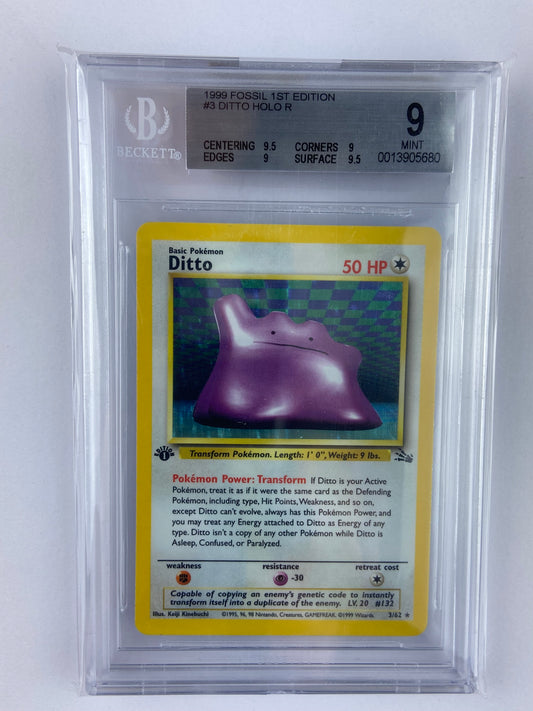 1999 FOSSIL 1ST EDITION
#3 DITTO HOLO R
9
MINT
0013905680
B
BECKETT®
CENTERING 9.5 CORNERS 9
EDGES 9 SURFACE 9.5
Basic Pokémon
Ditto
50 HP
EDITION
1
Transform Pokémon. Length: 1' 0", Weight: 9 lbs.
Pokémon Power: Transform If Ditto is your Active
Pokémon, treat it as if it were the same card as the Defending
Pokémon, including type, Hit Points, Weakness, and so on,
except Ditto can't evolve, always has this Pokémon Power, and
you may treat any Energy attached to Ditto as Energy of any
type. Ditto isn't a copy of any other Pokémon while Ditto is
Asleep, Confused, or Paralyzed.
weakness resistance retreat cost
-30
Capable of copying an enemy's genetic code to instantly
transform itself into a duplicate of the enemy. LV. 20 #132
Illus. Keiji Kinebuchi ©1995, 96, 98 Nintendo, Creatures, GAMEFREAK. ©1999 Wizards. 3/62 ★